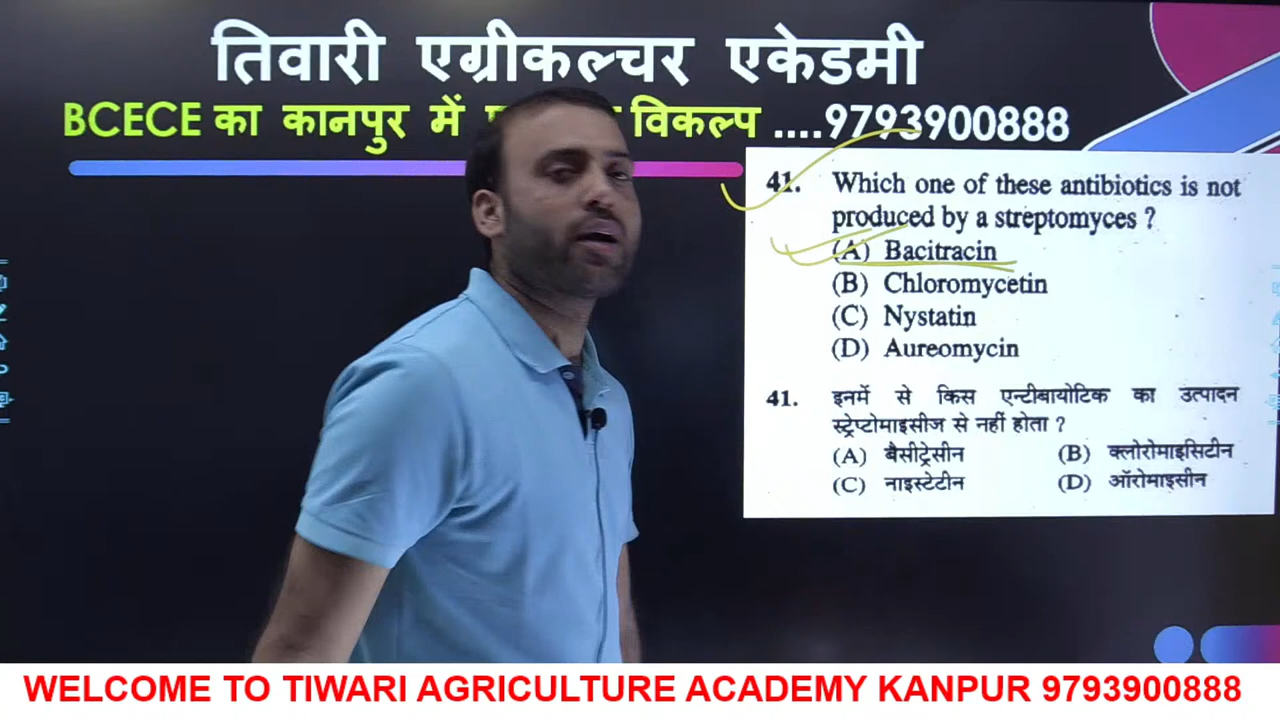 तिवारी एग्रीकल्चर एकेडमी
BCECE का कानपुर में विकल्प ....9793900888
41. Which one of these antibiotics is not
produced by a streptomyces ?
(A) Bacitracin
(B) Chloromycetin
(C) Nystatin
(D) Aureomycin
41. इनमें से किस एन्टीबायोटिक का उत्पादन
स्ट्रेप्टोमाइसीज से नहीं होता ?
(A) बैसीट्रेसीन (B) क्लोरोमाइसिटीन
(C) नाइस्टेटीन (D) ऑरोमाइसीन
WELCOME TO TIWARI AGRICULTURE ACADEMY KANPUR 9793900888